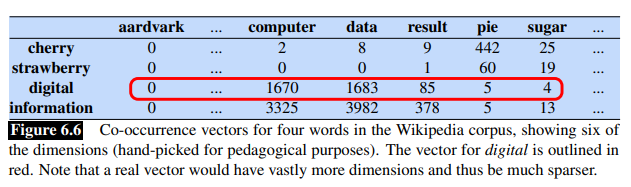 aardvark ... computer data result pie sugar ...
cherry 0 ... 2 8 9 442 25 ...
strawberry 0 ... 0 0 1 60 19 ...
digital 0 ... 1670 1683 85 5 4 ...
information 0 ... 3325 3982 378 5 13 ...
Figure 6.6 Co-occurrence vectors for four words in the Wikipedia corpus, showing six of
the dimensions (hand-picked for pedagogical purposes). The vector for digital is outlined in
red. Note that a real vector would have vastly more dimensions and thus be much sparser.